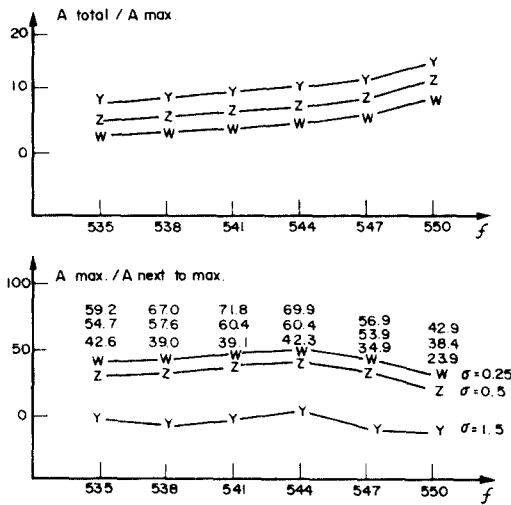 A total / A max.
20
10
0
Y Y Y Y Y Y
Z Z Z Z Z Z
W W W W W W
535 538 541 544 547 550 f
A max. / A next to max.
100
50
0
59.2 67.0 71.8 69.9 56.9 42.9
54.7 57.6 60.4 60.4 53.9 38.4
42.6 39.0 39.1 42.3 34.9 23.9
W W W W W W σ=0.25
Z Z Z Z Z Z σ=0.5
Y Y Y Y Y Y σ=1.5
535 538 541 544 547 550 f